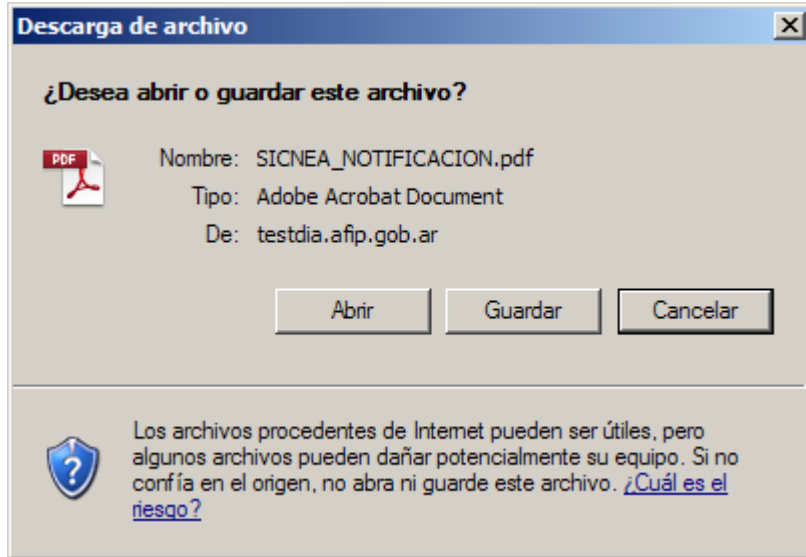 Descarga de archivo
¿Desea abrir o guardar este archivo?
PDF
Nombre: SICNEA_NOTIFICACION.pdf
Tipo: Adobe Acrobat Document
De: testdia.afip.gob.ar
Abrir Guardar Cancelar
Los archivos procedentes de Internet pueden ser útiles, pero
algunos archivos pueden dañar potencialmente su equipo. Si no
confía en el origen, no abra ni guarde este archivo. ¿Cuál es el
riesgo?